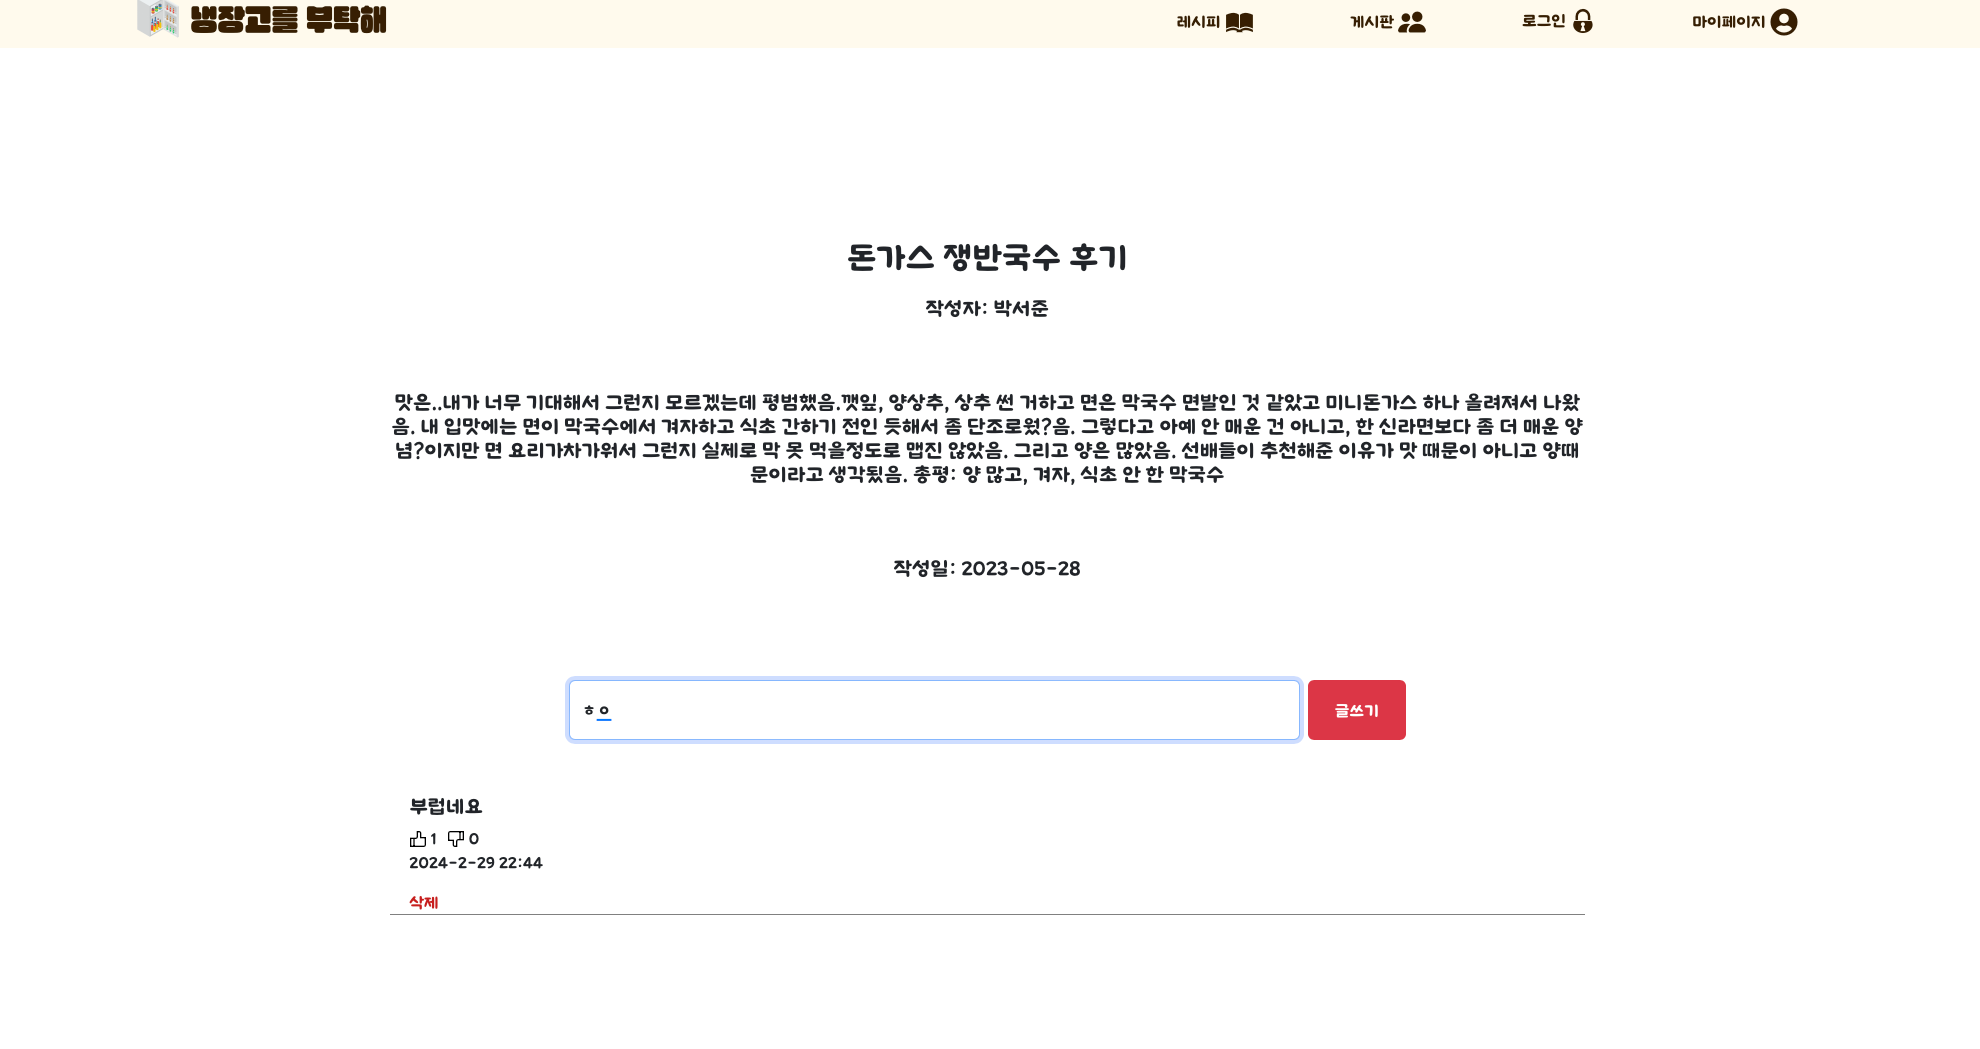 냉장고를 부탁해
레시피
게시판
로그인
마이페이지
돈가스 쟁반국수 후기
작성자: 박서준
맛은..내가 너무 기대해서 그런지 모르겠는데 평범했음.깻잎, 양상추, 상추 썬 거하고 면은 막국수 면발인 것 같았고 미니돈가스 하나 올려져서 나왔
음. 내 입맛에는 면이 막국수에서 겨자하고 식초 간하기 전인 듯해서 좀 단조로웠?음. 그렇다고 아예 안 매운 건 아니고, 한 신라면보다 좀 더 매운 양
념?이지만 면 요리가차가워서 그런지 실제로 막 못 먹을정도로 맵진 않았음. 그리고 양은 많았음. 선배들이 추천해준 이유가 맛 때문이 아니고 양때
문이라고 생각됬음. 총평: 양 많고, 겨자, 식초 안 한 막국수
작성일: 2023-05-28
ㅎㅇ
글쓰기
부럽네요
1 0
2024-2-29 22:44
삭제